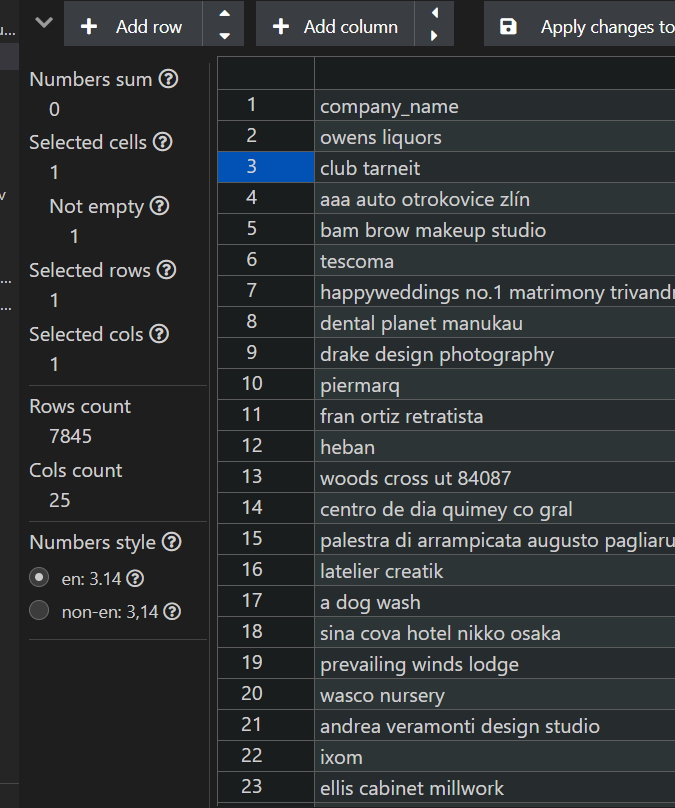 Add row
Add column
Apply changes to
Numbers sum
0
Selected cells
1
Not empty
1
Selected rows
1
Selected cols
1
Rows count
7845
Cols count
25
Numbers style
en: 3.14
non-en: 3,14
1 company_name
2 owens liquors
3 club tarneit
4 aaa auto otrokovice zlín
5 bam brow makeup studio
6 tescoma
7 happyweddings no.1 matrimony trivandr
8 dental planet manukau
9 drake design photography
10 piermarq
11 fran ortiz retratista
12 heban
13 woods cross ut 84087
14 centro de dia quimey co gral
15 palestra di arrampicata augusto pagliaru
16 latelier creatik
17 a dog wash
18 sina cova hotel nikko osaka
19 prevailing winds lodge
20 wasco nursery
21 andrea veramonti design studio
22 ixom
23 ellis cabinet millwork